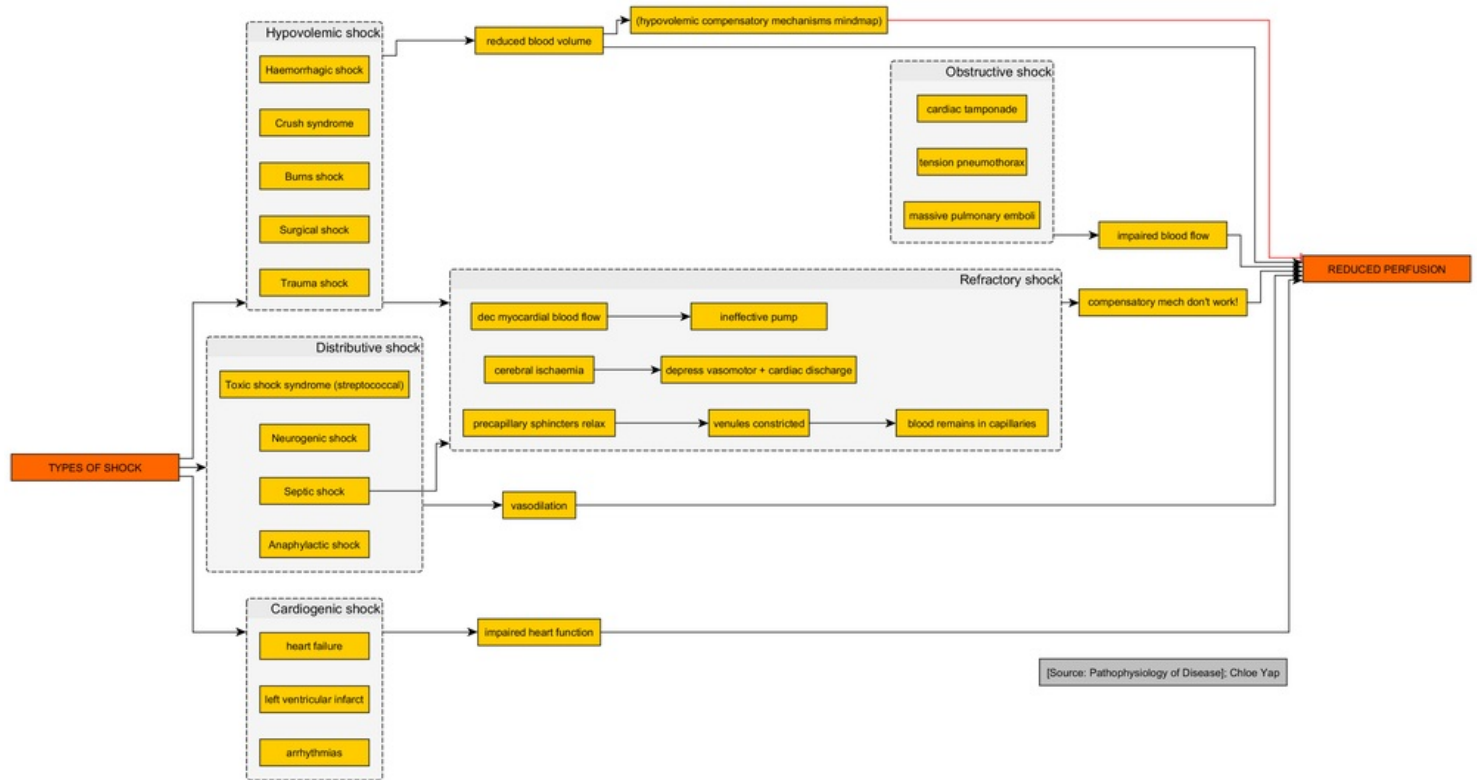 TYPES OF SHOCK
Hypovolemic shock
Haemorrhagic shock
Crush syndrome
Burns shock
Surgical shock
Trauma shock
Distributive shock
Toxic shock syndrome (streptococcal)
Neurogenic shock
Septic shock
Anaphylactic shock
Cardiogenic shock
heart failure
left ventricular infarct
arrhythmias
reduced blood volume
(hypovolemic compensatory mechanisms mindmap)
Refractory shock
dec myocardial blood flow
ineffective pump
cerebral ischaemia
depress vasomotor + cardiac discharge
precapillary sphincters relax
venules constricted
blood remains in capillaries
vasodilation
impaired heart function
Obstructive shock
cardiac tamponade
tension pneumothorax
massive pulmonary emboli
impaired blood flow
compensatory mech don't work!
REDUCED PERFUSION
[Source: Pathophysiology of Disease]; Chloe Yap